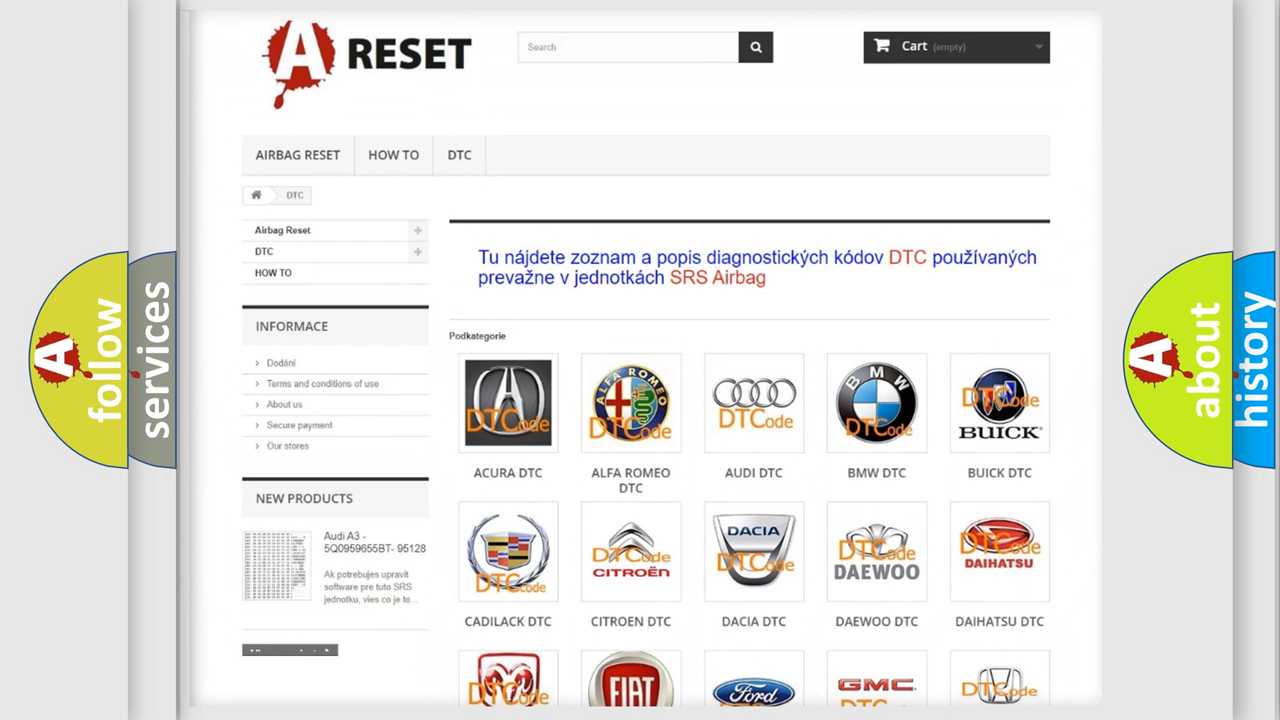 A RESET
Search
Cart (empty)
AIRBAG RESET
HOW TO
DTC
DTC
Airbag Reset
DTC
HOW TO
Tu nájdete zoznam a popis diagnostických kódov DTC používaných
prevažne v jednotkách SRS Airbag
INFORMACE
Dodání
Terms and conditions of use
About us
Secure payment
Our stores
NEW PRODUCTS
Audi A3 -
5Q0959655BT- 95128
Ak potrebujes upravit
software pre tuto SRS
jednotku, vies co je to...
Podkategorie
DTCode
ALFA ROMEO
DTCode
DTCode
BMW
DTCode
DTCode
BUICK
ACURA DTC
ALFA ROMEO
DTC
AUDI DTC
BMW DTC
BUICK DTC
DTCode
DTCode
CITROËN
DACIA
DTCode
DTCode
DAEWOO
DTCode
DAIHATSU
CADILACK DTC
CITROEN DTC
DACIA DTC
DAEWOO DTC
DAIHATSU DTC
DTCode
FIAT
Ford
GMC
DTCode
A follow
services
A about
history